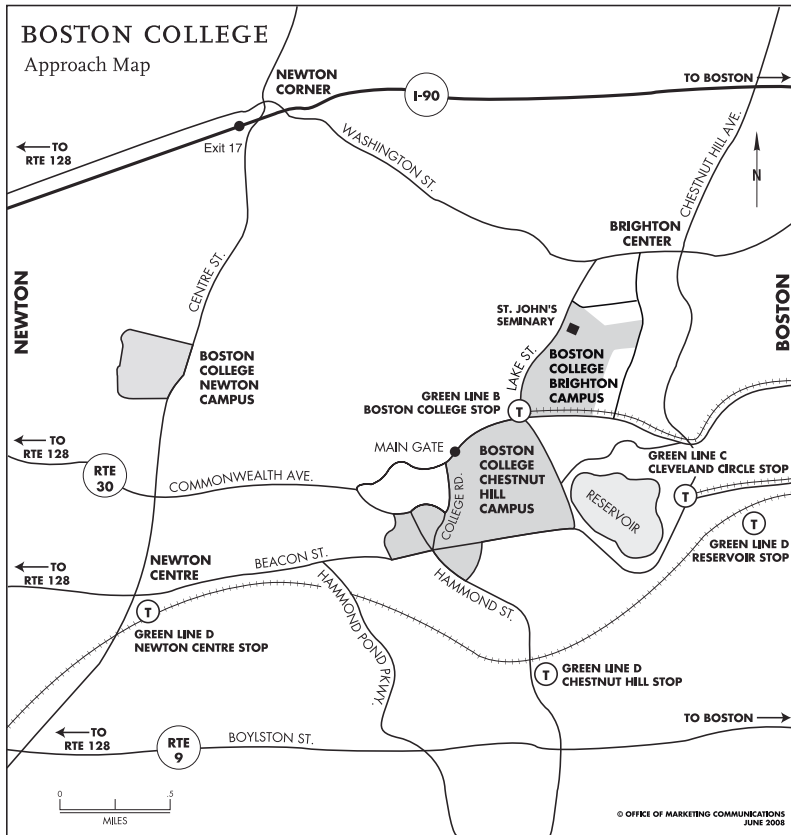 BOSTON COLLEGE
Approach Map
NEWTON
CORNER
I-90
TO BOSTON
TO
RTE 128
Exit 17
WASHINGTON ST.
CHESTNUT HILL AVE.
N
BRIGHTON
CENTER
NEWTON
CENTRE ST.
BOSTON
ST. JOHN'S
SEMINARY
BOSTON
COLLEGE
NEWTON
CAMPUS
LAKE ST.
BOSTON
COLLEGE
BRIGHTON
CAMPUS
GREEN LINE B
BOSTON COLLEGE STOP
T
TO
RTE 128
RTE
30
COMMONWEALTH AVE.
MAIN GATE
COLLEGE RD.
BOSTON
COLLEGE
CHESTNUT
HILL
CAMPUS
GREEN LINE C
CLEVELAND CIRCLE STOP
T
RESERVOIR
T
GREEN LINE D
RESERVOIR STOP
TO
RTE 128
NEWTON
CENTRE
BEACON ST.
HAMMOND POND PKWY.
HAMMOND ST.
T
GREEN LINE D
NEWTON CENTRE STOP
T
GREEN LINE D
CHESTNUT HILL STOP
TO
RTE 128
RTE
9
BOYLSTON ST.
TO BOSTON
0 .5
MILES
© OFFICE OF MARKETING COMMUNICATIONS
JUNE 2008